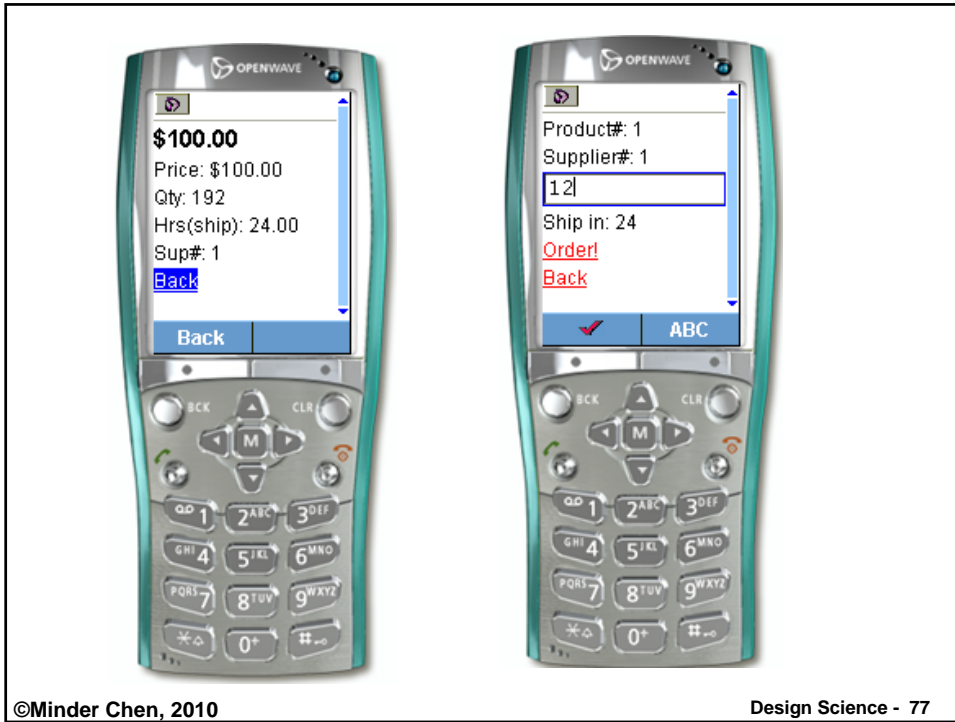 OPENWAVE
$100.00
Price: $100.00
Qty: 192
Hrs(ship): 24.00
Sup#: 1
Back
Back
BCK
CLR
M
1
2ABC
3DEF
GHI4
5JKL
6MNO
PQRS7
8TUV
9WXYZ
*
0+
#
OPENWAVE
Product#: 1
Supplier#: 1
12
Ship in: 24
Order!
Back
ABC
BCK
CLR
M
1
2ABC
3DEF
GHI4
5JKL
6MNO
PQRS7
8TUV
9WXYZ
*
0+
#
©Minder Chen, 2010
Design Science - 77